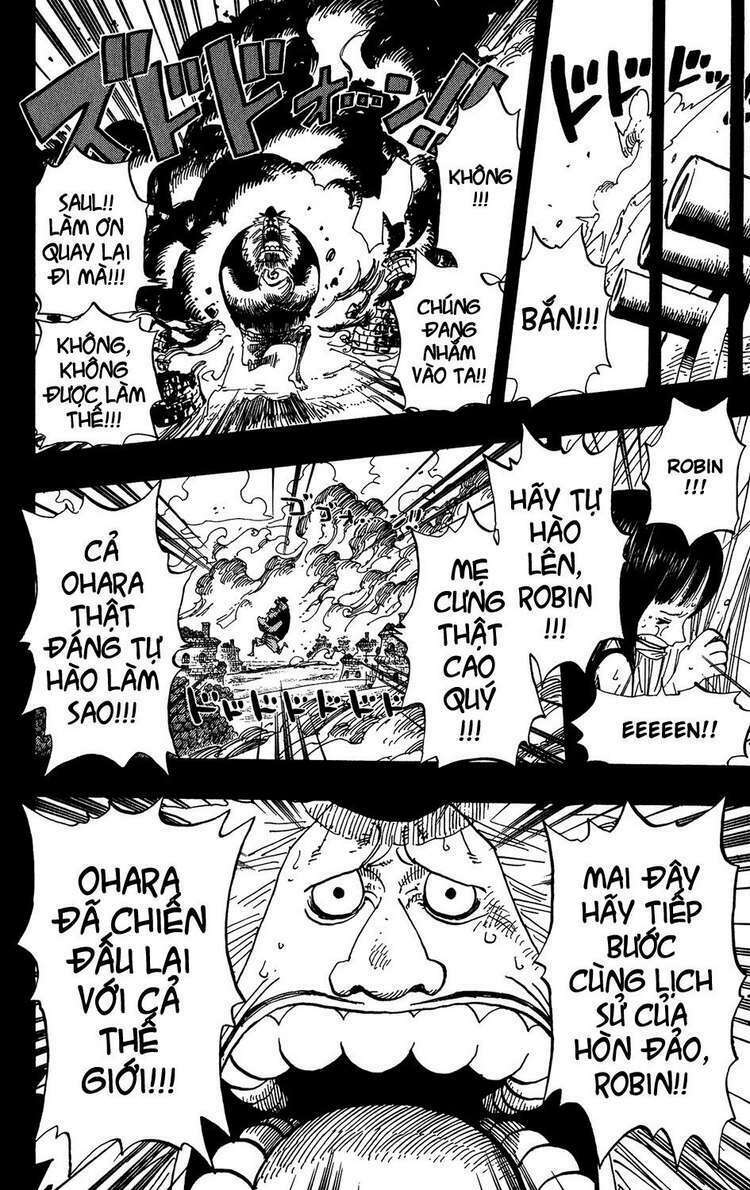 BẮN!!!
ドドドッ
KHÔNG
!!!
CHÚNG
ĐANG
NHẮM
VÀO TA!!
ズドドドォ…ン!!
SAUL!!
LÀM ƠN
QUAY LẠI
ĐI MÀ!!!
KHÔNG,
KHÔNG
ĐƯỢC LÀM
THẾ!!!
ROBIN
!!!
EEEEEN!!
HÃY TỰ
HÀO
LÊN,
ROBIN
!!!
MẸ
CƯNG
THẬT
CAO
QUÝ
!!!
ドドドドドド
CẢ
OHARA
THẬT
ĐÁNG TỰ
HÀO LÀM
SAO!!!
MAI ĐÂY
HÃY TIẾP
BƯỚC
CÙNG LỊCH
SỬ CỦA
HÒN ĐẢO,
ROBIN!!
OHARA
ĐÃ CHIẾN
ĐẤU LẠI
VỚI CẢ
THẾ
GIỚI!!!